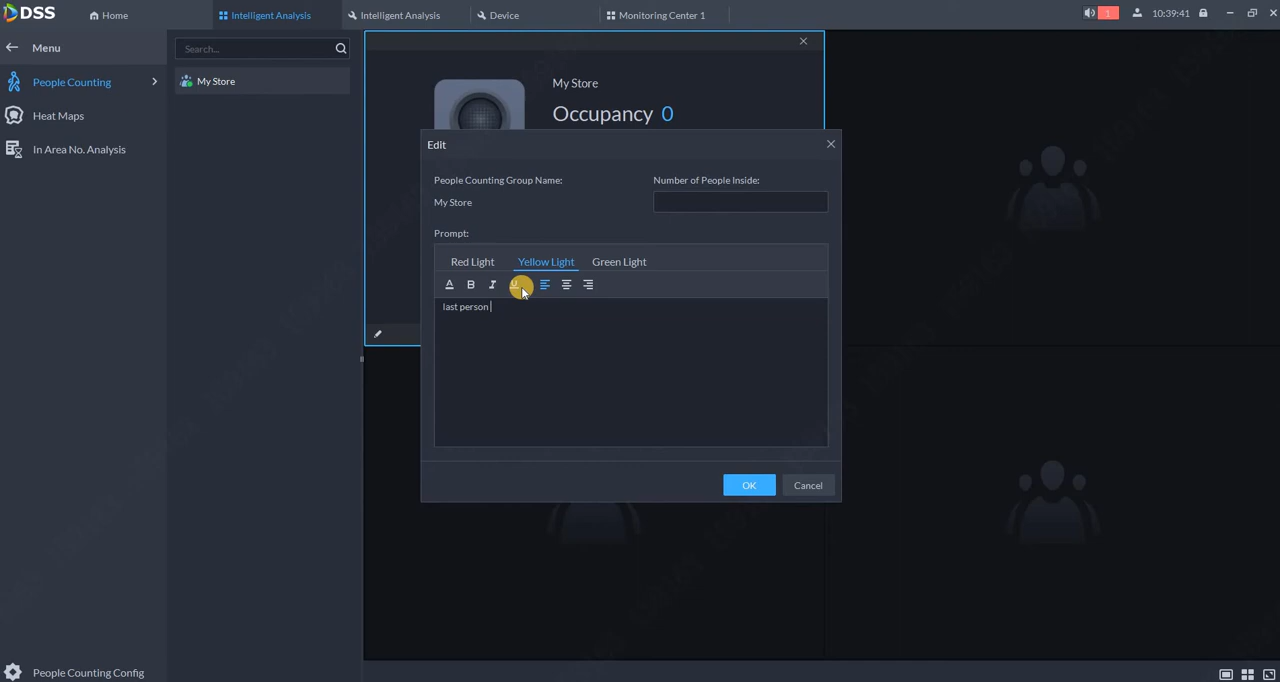 DSS
Home
Intelligent Analysis
Intelligent Analysis
Device
Monitoring Center 1
1
10:39:41
Menu
People Counting
Heat Maps
In Area No. Analysis
People Counting Config
Search...
My Store
My Store
Occupancy 0
Edit
People Counting Group Name:
Number of People Inside:
My Store
Prompt:
Red Light
Yellow Light
Green Light
A B I U
last person
OK
Cancel